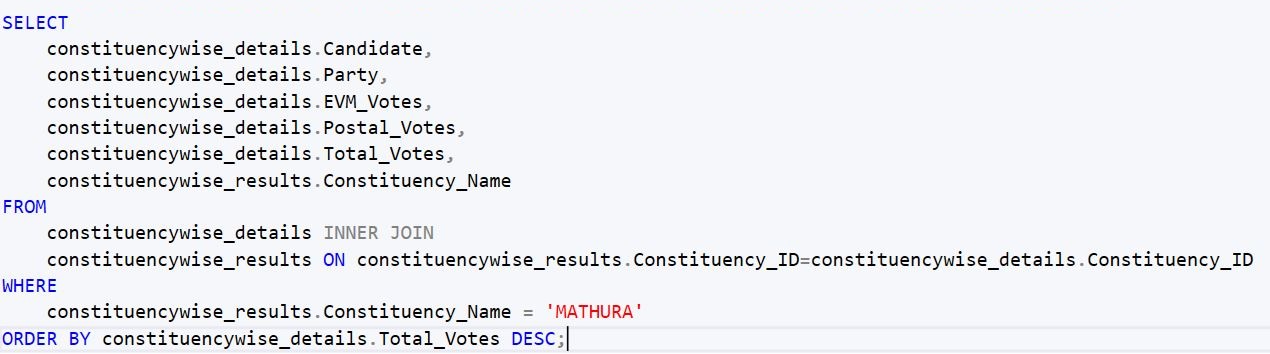 SELECT
    constituencywise_details.Candidate,
    constituencywise_details.Party,
    constituencywise_details.EVM_Votes,
    constituencywise_details.Postal_Votes,
    constituencywise_details.Total_Votes,
    constituencywise_results.Constituency_Name
FROM
    constituencywise_details INNER JOIN
    constituencywise_results ON constituencywise_results.Constituency_ID=constituencywise_details.Constituency_ID
WHERE
    constituencywise_results.Constituency_Name = 'MATHURA'
ORDER BY constituencywise_details.Total_Votes DESC;